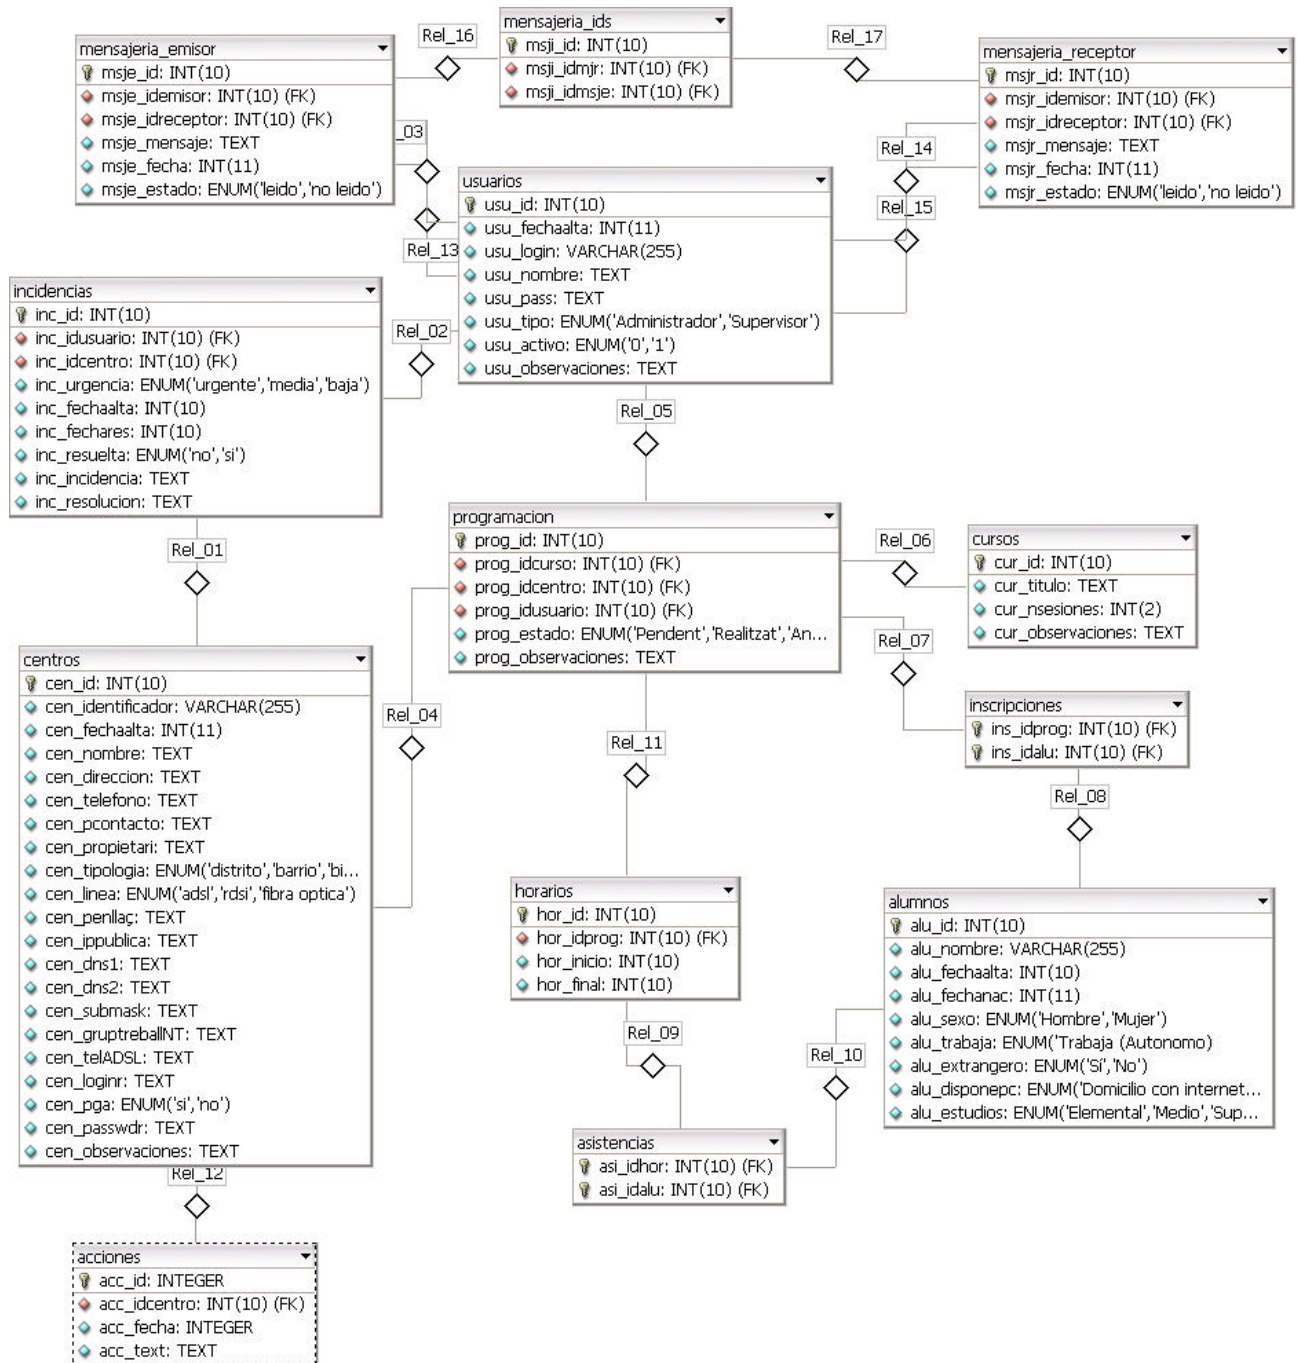 mensajeria_emisor
msje_id: INT(10)
msje_idemisor: INT(10) (FK)
msje_idreceptor: INT(10) (FK)
msje_mensaje: TEXT
msje_fecha: INT(11)
msje_estado: ENUM('leido','no leido')
Rel_16
mensajeria_ids
msji_id: INT(10)
msji_idmjr: INT(10) (FK)
msji_idmsje: INT(10) (FK)
Rel_17
mensajeria_receptor
msjr_id: INT(10)
msjr_idemisor: INT(10) (FK)
msjr_idreceptor: INT(10) (FK)
msjr_mensaje: TEXT
msjr_fecha: INT(11)
msjr_estado: ENUM('leido','no leido')
_03
Rel_13
Rel_14
Rel_15
usuarios
usu_id: INT(10)
usu_fechaalta: INT(11)
usu_login: VARCHAR(255)
usu_nombre: TEXT
usu_pass: TEXT
usu_tipo: ENUM('Administrador','Supervisor')
usu_activo: ENUM('0','1')
usu_observaciones: TEXT
incidencias
inc_id: INT(10)
inc_idusuario: INT(10) (FK)
inc_idcentro: INT(10) (FK)
inc_urgencia: ENUM('urgente','media','baja')
inc_fechaalta: INT(10)
inc_fechares: INT(10)
inc_resuelta: ENUM('no','si')
inc_incidencia: TEXT
inc_resolucion: TEXT
Rel_02
Rel_05
Rel_01
programacion
prog_id: INT(10)
prog_idcurso: INT(10) (FK)
prog_idcentro: INT(10) (FK)
prog_idusuario: INT(10) (FK)
prog_estado: ENUM('Pendent','Realitzat','An...
prog_observaciones: TEXT
Rel_06
cursos
cur_id: INT(10)
cur_titulo: TEXT
cur_nsesiones: INT(2)
cur_observaciones: TEXT
Rel_07
inscripciones
ins_idprog: INT(10) (FK)
ins_idalu: INT(10) (FK)
Rel_08
centros
cen_id: INT(10)
cen_identificador: VARCHAR(255)
cen_fechaalta: INT(11)
cen_nombre: TEXT
cen_direccion: TEXT
cen_telefono: TEXT
cen_pcontacto: TEXT
cen_propietari: TEXT
cen_tipologia: ENUM('distrito','barrio','bi...
cen_linea: ENUM('adsl','rdsi','fibra optica')
cen_penllaç: TEXT
cen_ippublica: TEXT
cen_dns1: TEXT
cen_dns2: TEXT
cen_submask: TEXT
cen_gruptreballNT: TEXT
cen_telADSL: TEXT
cen_loginr: TEXT
cen_pga: ENUM('si','no')
cen_passwdr: TEXT
cen_observaciones: TEXT
Rel_04
Rel_11
horarios
hor_id: INT(10)
hor_idprog: INT(10) (FK)
hor_inicio: INT(10)
hor_final: INT(10)
Rel_09
alumnos
alu_id: INT(10)
alu_nombre: VARCHAR(255)
alu_fechaalta: INT(10)
alu_fechanac: INT(11)
alu_sexo: ENUM('Hombre','Mujer')
alu_trabaja: ENUM('Trabaja (Autonomo)
alu_extrangero: ENUM('Sí','No')
alu_disponepc: ENUM('Domicilio con internet...
alu_estudios: ENUM('Elemental','Medio','Sup...
Rel_10
asistencias
asi_idhor: INT(10) (FK)
asi_idalu: INT(10) (FK)
Rel_12
acciones
acc_id: INTEGER
acc_idcentro: INT(10) (FK)
acc_fecha: INTEGER
acc_text: TEXT